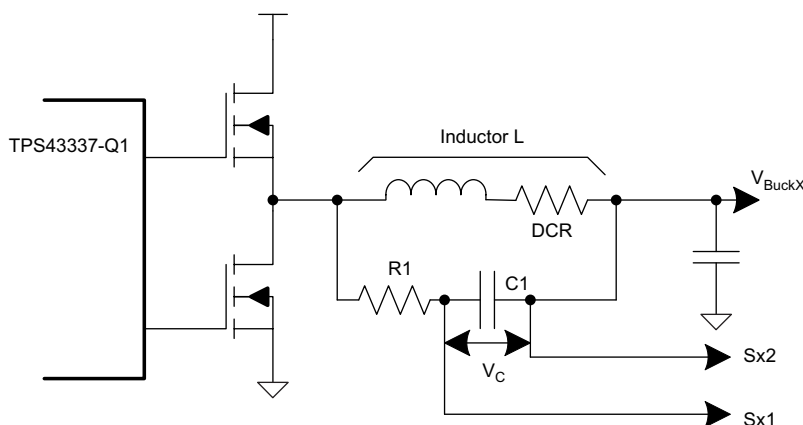 TPS43337-Q1
Inductor L
V_BuckX
DCR
R1
C1
V_C
Sx2
Sx1